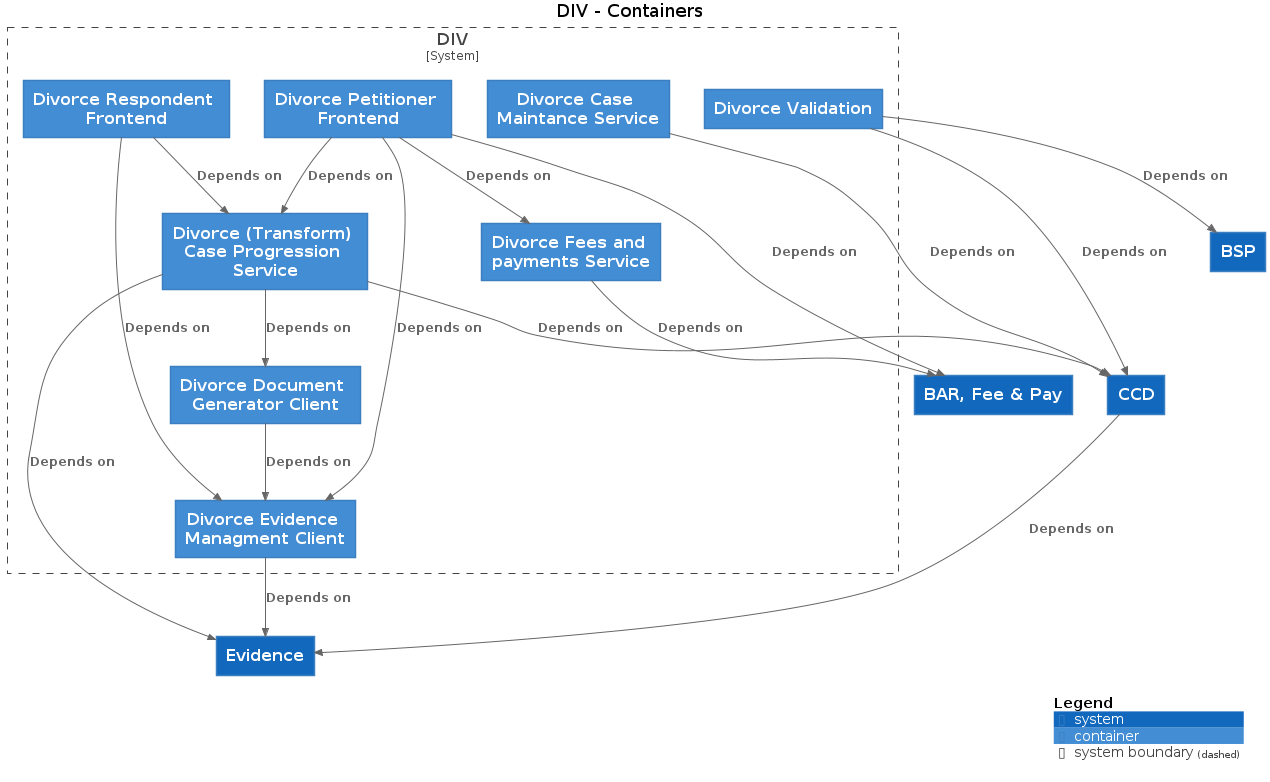 DIV - Containers
DIV
[System]
Divorce Respondent
Frontend
Divorce Petitioner
Frontend
Divorce Case
Maintance Service
Divorce Validation
Depends on
Depends on
Depends on
Depends on
Divorce (Transform)
Case Progression
Service
Divorce Fees and
payments Service
Depends on
Depends on
Depends on
BSP
Depends on
Depends on
Depends on
Depends on
Depends on
Divorce Document
Generator Client
BAR, Fee & Pay
CCD
Depends on
Depends on
Divorce Evidence
Managment Client
Depends on
Depends on
Evidence
Legend
system
container
system boundary (dashed)